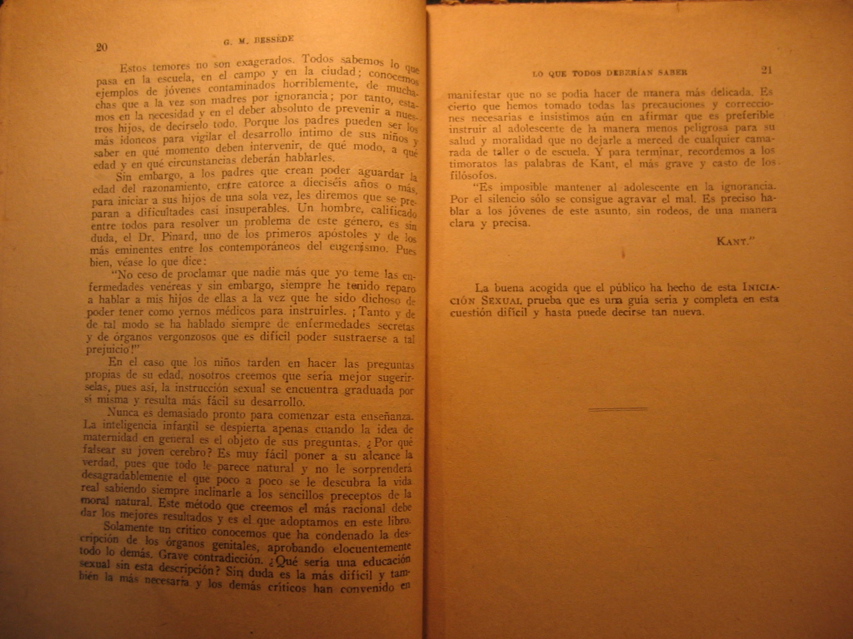 20
G. M. BESSÈDE
Estos temores no son exagerados. Todos sabemos lo que
pasa en la escuela, en el campo y en la ciudad; conocemos
ejemplos de jóvenes contaminados horriblemente, de mucha-
chas que a la vez son madres por ignorancia; por tanto, esta-
mos en la necesidad y en el deber absoluto de prevenir a nues-
tros hijos, de decírselo todo. Porque los padres pueden ser los
más idóneos para vigilar el desarrollo íntimo de sus niños y
saber en qué momento deben intervenir, de qué modo, a qué
edad y en qué circunstancias deberán hablarles.
Sin embargo, a los padres que crean poder aguardar la
edad del razonamiento, entre catorce a dieciséis años o más,
para iniciar a sus hijos de una sola vez, les diremos que se pre-
paran a dificultades casi insuperables. Un hombre, calificado
entre todos para resolver un problema de este género, es sin
duda, el Dr. Pinard, uno de los primeros apóstoles y de los
más eminentes entre los contemporáneos del eugenismo. Pues
bien, véase lo que dice:
"No ceso de proclamar que nadie más que yo teme las en-
fermedades venéreas y sin embargo, siempre he tenido reparo
a hablar a mis hijos de ellas a la vez que he sido dichoso de
poder tener como yernos médicos para instruirles. ¡Tanto y de
de tal modo se ha hablado siempre de enfermedades secretas
y de órganos vergonzosos que es difícil poder sustraerse a tal
prejuicio!"
En el caso que los niños tarden en hacer las preguntas
propias de su edad, nosotros creemos que sería mejor sugerír-
selas, pues así, la instrucción sexual se encuentra graduada por
sí misma y resulta más fácil su desarrollo.
Nunca es demasiado pronto para comenzar esta enseñanza.
La inteligencia infantil se despierta apenas cuando la idea de
maternidad en general es el objeto de sus preguntas. ¿Por qué
falsear su joven cerebro? Es muy fácil poner a su alcance la
verdad, pues que todo le parece natural y no le sorprenderá
desagradablemente el que poco a poco se le descubra la vida
real sabiendo siempre inclinarle a los sencillos preceptos de la
moral natural. Este método que creemos el más racional debe
dar los mejores resultados y es el que adoptamos en este libro.
Solamente un crítico conocemos que ha condenado la des-
cripción de los órganos genitales, aprobando elocuentemente
todo lo demás. Grave contradicción. ¿Qué sería una educación
sexual sin esta descripción? Sin duda es la más difícil y tam-
bién la más necesaria y los demás críticos han convenido en
LO QUE TODOS DEBERÍAN SABER
21
manifestar que no se podía hacer de manera más delicada. Es
cierto que hemos tomado todas las precauciones y correccio-
nes necesarias e insistimos aún en afirmar que es preferible
instruir al adolescente de la manera menos peligrosa para su
salud y moralidad que no dejarle a merced de cualquier cama-
rada de taller o de escuela. Y para terminar, recordemos a los
timoratos las palabras de Kant, el más grave y casto de los
filósofos.
"Es imposible mantener al adolescente en la ignorancia.
Por el silencio sólo se consigue agravar el mal. Es preciso ha-
blar a los jóvenes de este asunto, sin rodeos, de una manera
clara y precisa.
KANT."
La buena acogida que el público ha hecho de esta INICIA-
CIÓN SEXUAL prueba que es una guía seria y completa en esta
cuestión difícil y hasta puede decirse tan nueva.